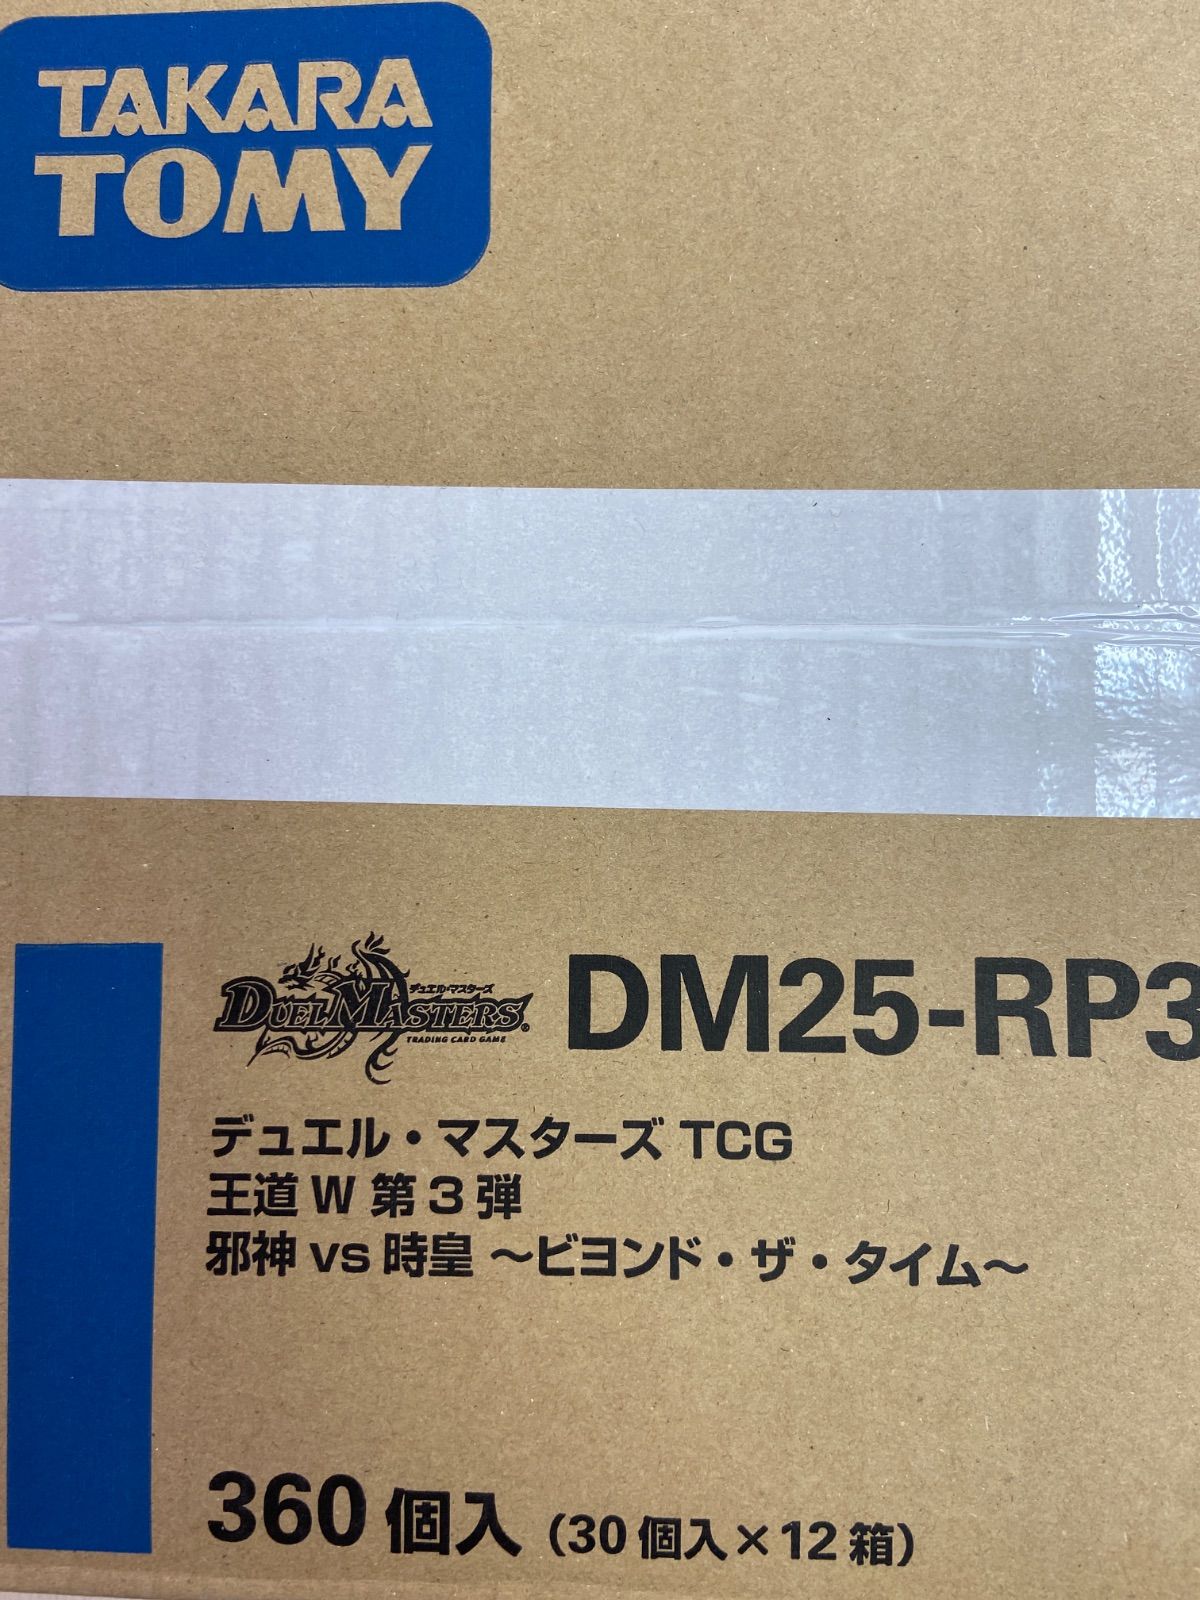 TAKARA
TOMY
デュエル・マスターズ
DUEL MASTERS®
TRADING CARD GAME
DM25-RP3
デュエル・マスターズ TCG
王道 W 第 3 弾
邪神 vs 時皇 ～ビヨンド・ザ・タイム～
360 個入（30 個入×12 箱）